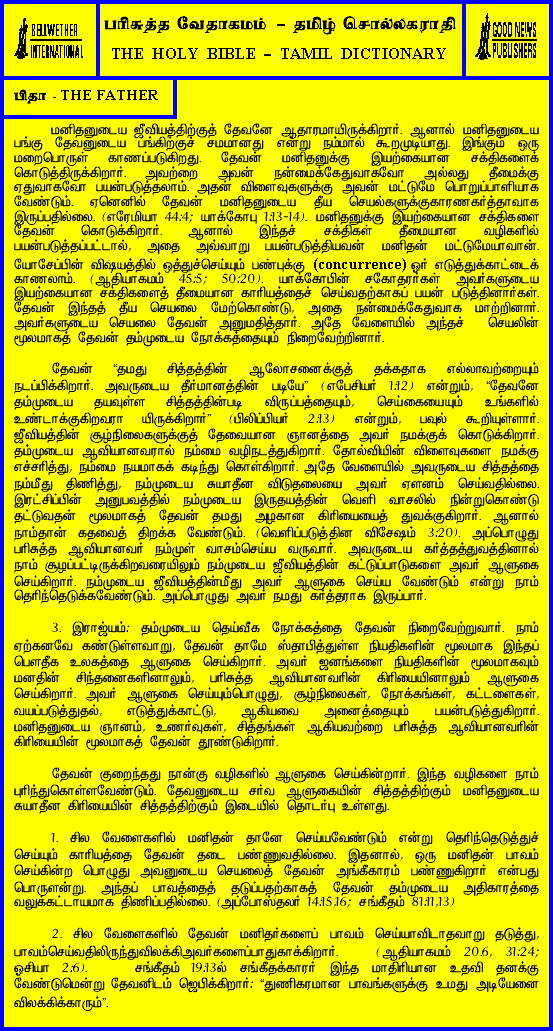 BELLWETHER
INTERNATIONAL
பரிசுத்த வேதாகமம் – தமிழ் சொல்லகராதி
THE HOLY BIBLE – TAMIL DICTIONARY
GOOD NEWS
PUBLISHERS
பிதா - THE FATHER
மனிதனுடைய ஜீவியத்திற்குத் தேவனே ஆதாரமாயிருக்கிறார். ஆனால் மனிதனுடைய
பங்கு தேவனுடைய பங்கிற்குச் சமமானது என்று நம்மால் கூறமுடியாது. இங்கும் ஒரு
மறைபொருள் காணப்படுகிறது. தேவன் மனிதனுக்கு இயற்கையான சக்திகளைக்
கொடுத்திருக்கிறார். அவற்றை அவன் நன்மைக்கேதுவாகவோ அல்லது தீமைக்கு
ஏதுவாகவோ பயன்படுத்தலாம். அதன் விளைவுகளுக்கு அவன் மட்டுமே பொறுப்பாளியாக
வேண்டும். ஏனெனில் தேவன் மனிதனுடைய தீய செயல்களுக்குகாரணகர்த்தாவாக
இருப்பதில்லை. (எரேமியா 44:4; யாக்கோபு 1:13-14). மனிதனுக்கு இயற்கையான சக்திகளை
தேவன் கொடுக்கிறார். ஆனால் இந்தச் சக்திகள் தீமையான வழிகளில்
பயன்படுத்தப்பட்டால், அதை அவ்வாறு பயன்படுத்தியவன் மனிதன் மட்டுமேயாவான்.
யோசேப்பின் விஷயத்தில் ஒத்துச்செய்யும் பண்புக்கு (concurrence) ஓர் எடுத்துக்காட்டைக்
காணலாம். (ஆதியாகமம் 45:5; 50:20). யாக்கோபின் சகோதரர்கள் அவர்களுடைய
இயற்கையான சக்திகளைத் தீமையான காரியத்தைச் செய்வதற்காகப் பயன் படுத்தினார்கள்.
தேவன் இந்தத் தீய செயலை மேற்கொண்டு, அதை நன்மைக்கேதுவாக மாற்றினார்.
அவர்களுடைய செயலை தேவன் அனுமதித்தார். அதே வேளையில் அந்தச் செயலின்
மூலமாகத் தேவன் தம்முடைய நோக்கத்தையும் நிறைவேற்றினார்.
தேவன் “தமது சித்தத்தின் ஆலோசனைக்குத் தக்கதாக எல்லாவற்றையும்
நடப்பிக்கிறார். அவருடைய தீர்மானத்தின் படியே” (எபேசியர் 1:12) என்றும், “தேவனே
தம்முடைய தயவுள்ள சித்தத்தின்படி விருப்பத்தையும், செய்கையையும் உங்களில்
உண்டாக்குகிறவரா யிருக்கிறார்” (பிலிப்பியர் 2:13) என்றும், பவுல் கூறியுள்ளார்.
ஜீவியத்தின் சூழ்நிலைகளுக்குத் தேவையான ஞானத்தை அவர் நமக்குக் கொடுக்கிறார்.
தம்முடைய ஆவியானவரால் நம்மை வழிநடத்துகிறார். தோல்வியின் விளைவுகளை நமக்கு
எச்சரித்து, நம்மை நயமாகக் கடிந்து கொள்கிறார். அதே வேளையில் அவருடைய சித்தத்தை
நம்மீது திணித்து, நம்முடைய சுயாதீன விடுதலையை அவர் ஏளனம் செய்வதில்லை.
இரட்சிப்பின் அனுபவத்தில் நம்முடைய இருதயத்தின் வெளி வாசலில் நின்றுகொண்டு
தட்டுவதன் மூலமாகத் தேவன் தமது அழகான கிரியையைத் துவக்குகிறார். ஆனால்
நாம்தான் கதவைத் திறக்க வேண்டும். (வெளிப்படுத்தின விசேஷம் 3:20). அப்பொழுது
பரிசுத்த ஆவியானவர் நம்முள் வாசம்செய்ய வருவார். அவருடைய கர்த்தத்துவத்தினால்
நாம் சூழப்பட்டிருக்கிறவரையிலும் நம்முடைய ஜீவியத்தின் கட்டுப்பாடுகளை அவர் ஆளுகை
செய்கிறார். நம்முடைய ஜீவியத்தின்மீது அவர் ஆளுகை செய்ய வேண்டும் என்று நாம்
தெரிந்தெடுக்கவேண்டும். அப்பொழுது அவர் நமது கர்த்தராக இருப்பார்.
3. இராஜ்யம்: தம்முடைய தெய்வீக நோக்கத்தை தேவன் நிறைவேற்றுவார். நாம்
ஏற்கனவே கண்டுள்ளவாறு, தேவன் தாமே ஸ்தாபித்துள்ள நியதிகளின் மூலமாக இந்தப்
பௌதீக உலகத்தை ஆளுகை செய்கிறார். அவர் ஜனங்களை நியதிகளின் மூலமாகவும்
மனதின் சிந்தனைகளினாலும், பரிசுத்த ஆவியானவரின் கிரியையினாலும் ஆளுகை
செய்கிறார். அவர் ஆளுகை செய்யும்பொழுது, சூழ்நிலைகள், நோக்கங்கள், கட்டளைகள்,
வயப்படுத்துதல், எடுத்துக்காட்டு, ஆகியவை அனைத்தையும் பயன்படுத்துகிறார்.
மனிதனுடைய ஞானம், உணர்வுகள், சித்தங்கள் ஆகியவற்றை பரிசுத்த ஆவியானவரின்
கிரியையின் மூலமாகத் தேவன் தூண்டுகிறார்.
தேவன் குறைந்தது நான்கு வழிகளில் ஆளுகை செய்கின்றார். இந்த வழிகளை நாம்
புரிந்துகொள்ளவேண்டும். தேவனுடைய சர்வ ஆளுகையின் சித்தத்திற்கும் மனிதனுடைய
சுயாதீன கிரியையின் சித்தத்திற்கும் இடையில் தொடர்பு உள்ளது.
1. சில வேளைகளில் மனிதன் தானே செய்யவேண்டும் என்று தெரிந்தெடுத்துச்
செய்யும் காரியத்தை தேவன் தடை பண்ணுவதில்லை. இதனால், ஒரு மனிதன் பாவம்
செய்கின்ற பொழுது அவனுடைய செயலைத் தேவன் அங்கீகாரம் பண்ணுகிறார் என்பது
பொருளன்று. அந்தப் பாவத்தைத் தடுப்பதற்காகத் தேவன் தம்முடைய அதிகாரத்தை
வலுக்கட்டாயமாக திணிப்பதில்லை. (அப்போஸ்தலர் 14:15,16; சங்கீதம் 81:11,13)
2. சில வேளைகளில் தேவன் மனிதர்களைப் பாவம் செய்யாவிடாதவாறு தடுத்து,
பாவம்செய்வதிலிருந்துவிலக்கிஅவர்களைப்பாதுகாக்கிறார். (ஆதியாகமம் 20:6, 31:24;
ஓசியா 2:6). சங்கீதம் 19:13ல் சங்கீதக்காரர் இந்த மாதிரியான உதவி தனக்கு
வேண்டுமென்று தேவனிடம் ஜெபிக்கிறார்: “துணிகரமான பாவங்களுக்கு உமது அடியேனை
விலக்கிக்காரும்”.